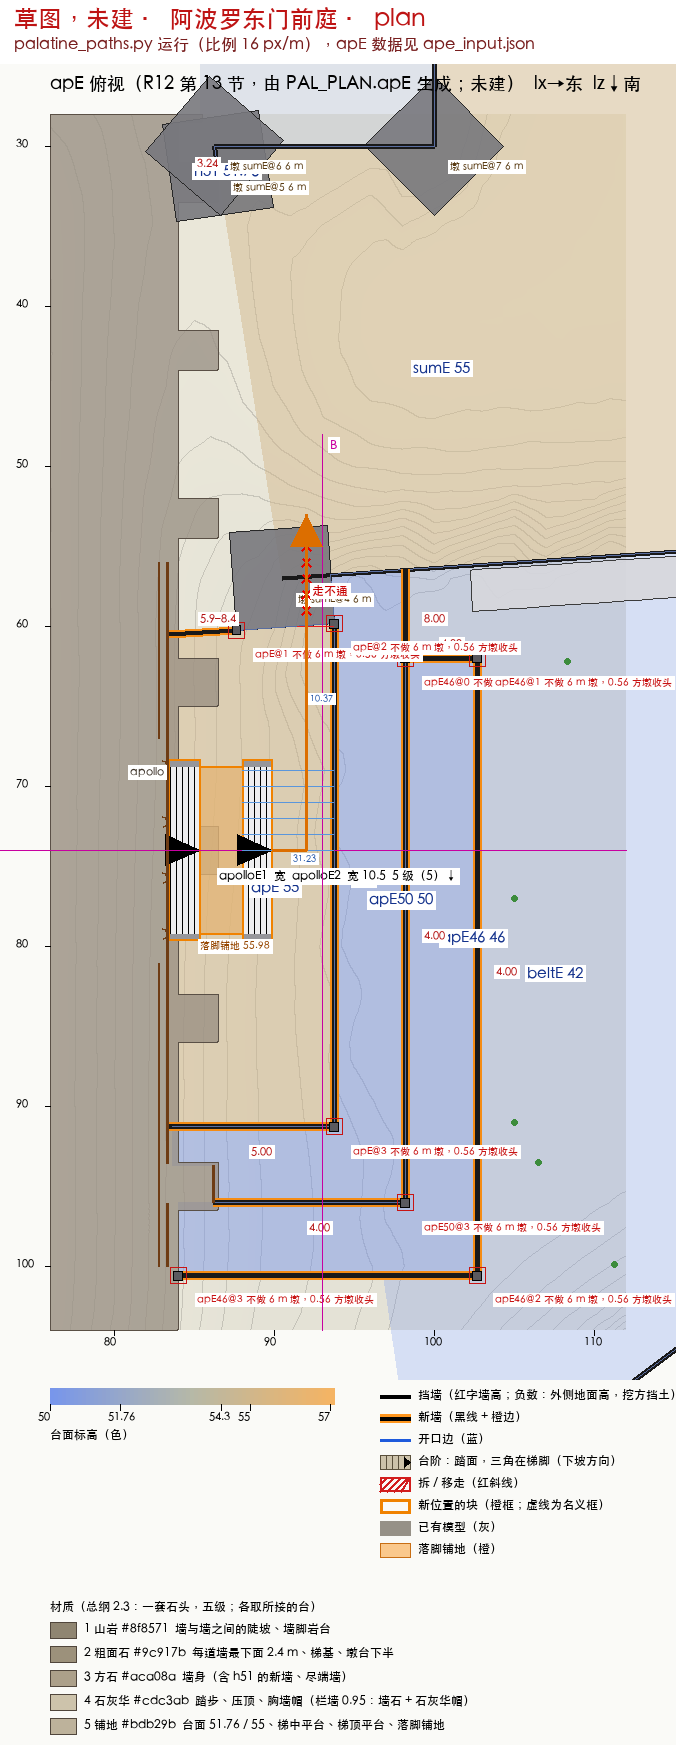 草图，未建 · 阿波罗东门前庭 · plan
palatine_paths.py 运行（比例 16 px/m），apE 数据见 ape_input.json
apE 俯视（R12 第 13 节，由 PAL_PLAN.apE 生成；未建） lx→东 lz↓南
30
3.24
墩 sumE@6 6 m
墩 sumE@7 6 m
墩 sumE@5 6 m
40
sumE 55
B
50
走不通
60
5.9–8.4
8.00
apE@2 不做 6 m 墩，0.56 方墩收头
apE46@0
apE46@1 不做 6 m 墩，0.56 方墩收头
10.37
70
apollo
31.23
apolloE1 宽 apolloE2 宽 10.5 5 级（5）↓
apE 55
apE50 50
80
落脚铺地 55.98
4.00
apE46 46
4.00
beltE 42
90
5.00
apE@3 不做 6 m 墩，0.56 方墩收头
4.00
apE50@3 不做 6 m 墩，0.56 方墩收头
100
apE46@3 不做 6 m 墩，0.56 方墩收头
apE46@2 不做 6 m 墩，0.56 方墩收头
80
90
100
110
50
51.76
54.3
55
57
台面标高（色）
挡墙（红字墙高；负数：外侧地面高，挖方挡土）
新墙（黑线＋橙边）
开口边（蓝）
台阶：踏面，三角在梯脚（下坡方向）
拆 / 移走（红斜线）
新位置的块（橙框；虚线为名义框）
已有模型（灰）
落脚铺地（橙）
材质（总纲 2.3：一套石头，五级；各取所接的台）
1 山岩 #8f8571 墙与墙之间的陡坡、墙脚岩台
2 粗面石 #9c917b 每道墙最下面 2.4 m、梯基、墩台下半
3 方石 #aca08a 墙身（含 h51 的新墙、尽端墙）
4 石灰华 #cdc3ab 踏步、压顶、胸墙帽（栏墙 0.95：墙石＋石灰华帽）
5 铺地 #bdb29b 台面 51.76 / 55、梯中平台、梯顶平台、落脚铺地